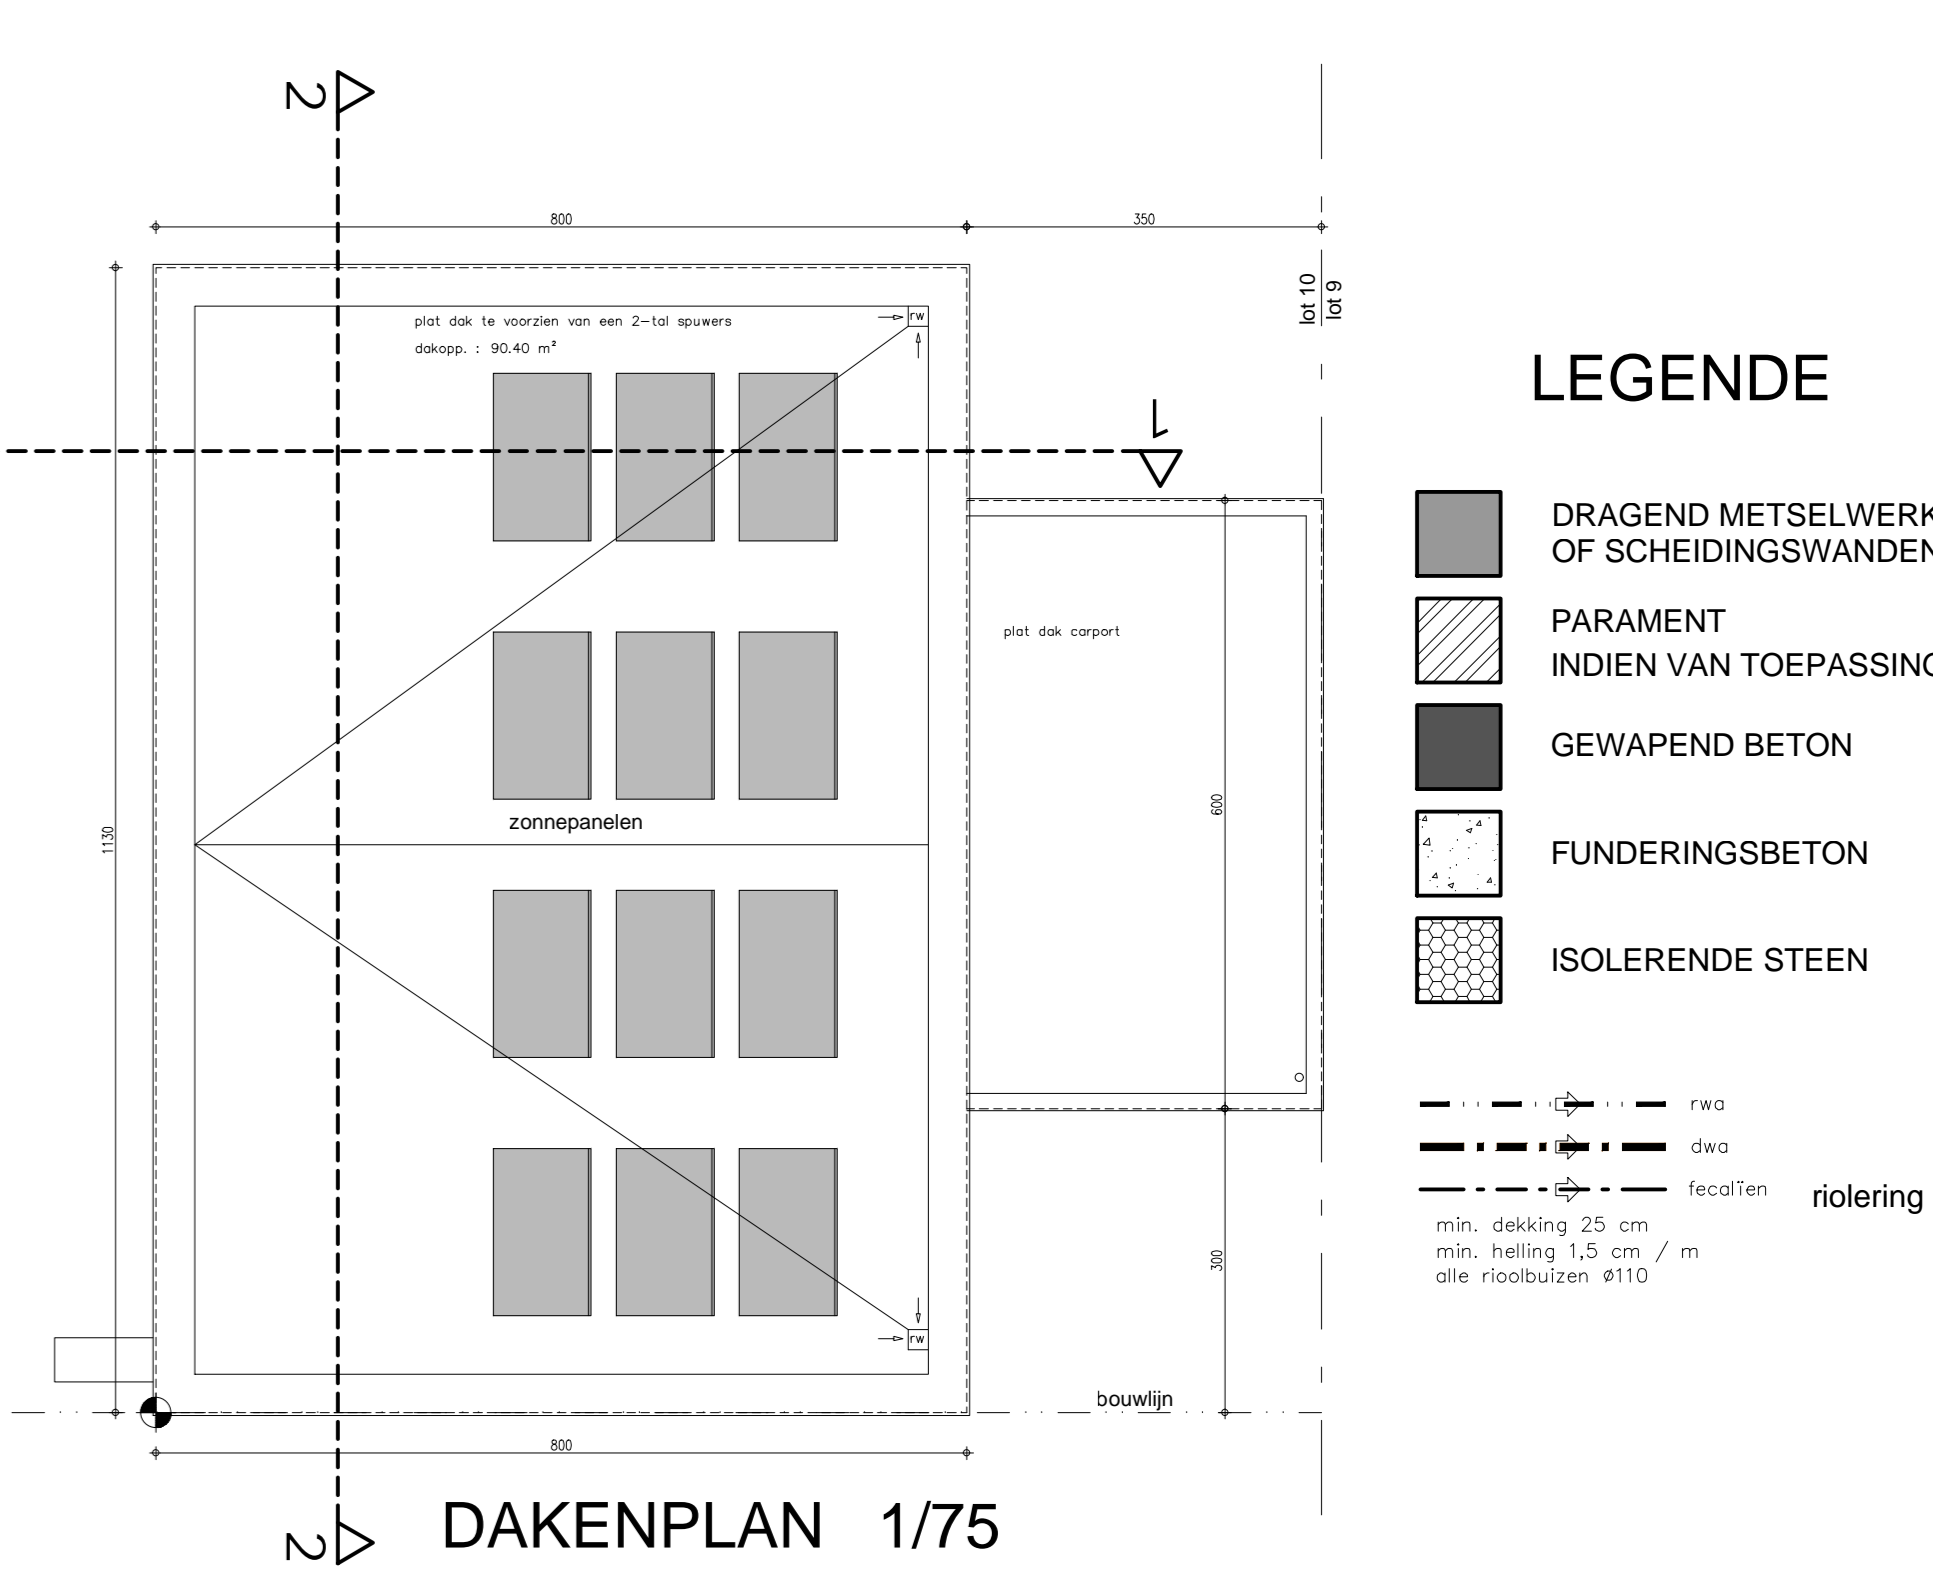 2
800
350
lot 10
lot 9
plat dak te voorzien van een 2-tal spuwers
dakopp. : 90.40 m²
rw
1
plat dak carport
1130
600
zonnepanelen
300
rw
bouwlijn
800
2
DAKENPLAN 1/75
LEGENDE
DRAGEND METSELWERK
OF SCHEIDINGSWANDEN
PARAMENT
INDIEN VAN TOEPASSING
GEWAPEND BETON
FUNDERINGSBETON
ISOLERENDE STEEN
rwa
dwa
fecalïen
riolering
min. dekking 25 cm
min. helling 1,5 cm / m
alle rioolbuizen ø110